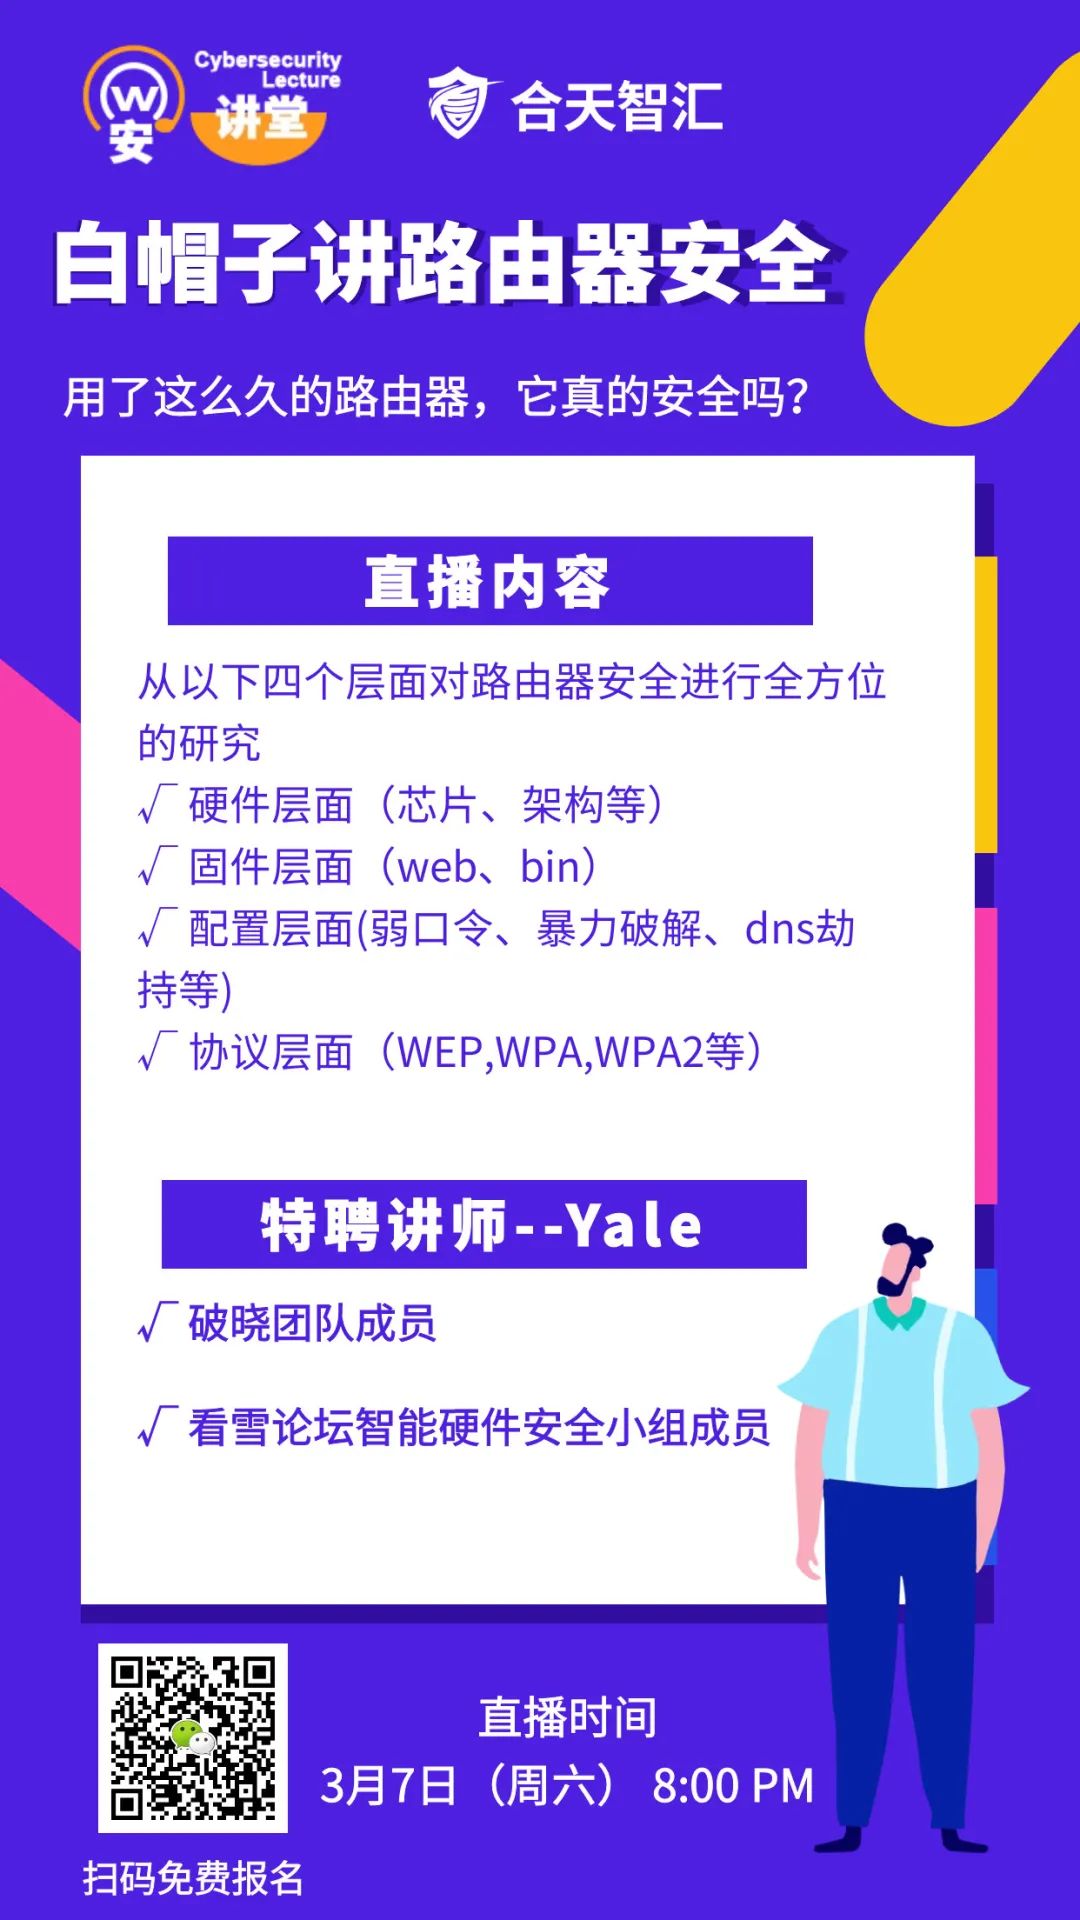 Cybersecurity
Lecture
W
安
讲堂
合天智汇
白帽子讲路由器安全
用了这么久的路由器，它真的安全吗？
直播内容
从以下四个层面对路由器安全进行全方位
的研究
√ 硬件层面（芯片、架构等）
√ 固件层面（web、bin）
√ 配置层面(弱口令、暴力破解、dns劫
持等)
√ 协议层面（WEP,WPA,WPA2等）
特聘讲师--Yale
√ 破晓团队成员
√ 看雪论坛智能硬件安全小组成员
直播时间
3月7日（周六） 8:00 PM
扫码免费报名